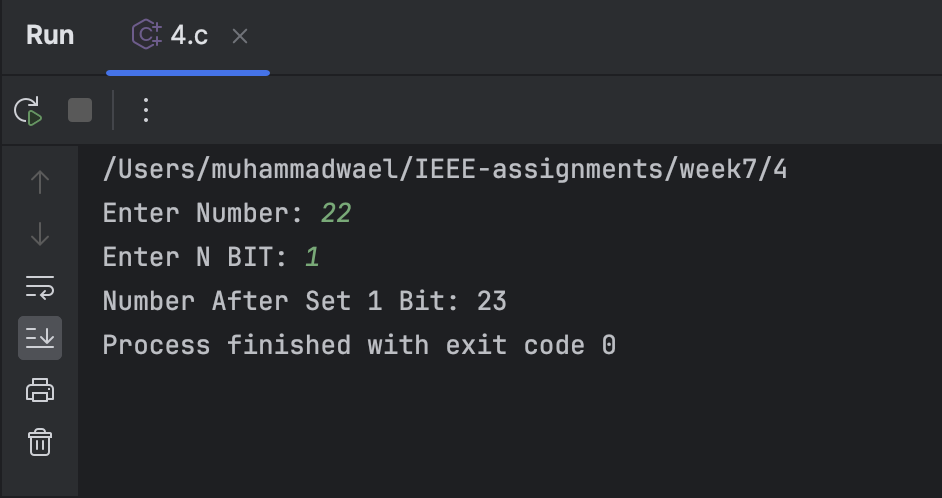 Run 4.c
/Users/muhammadwael/IEEE-assignments/week7/4
Enter Number: 22
Enter N BIT: 1
Number After Set 1 Bit: 23
Process finished with exit code 0